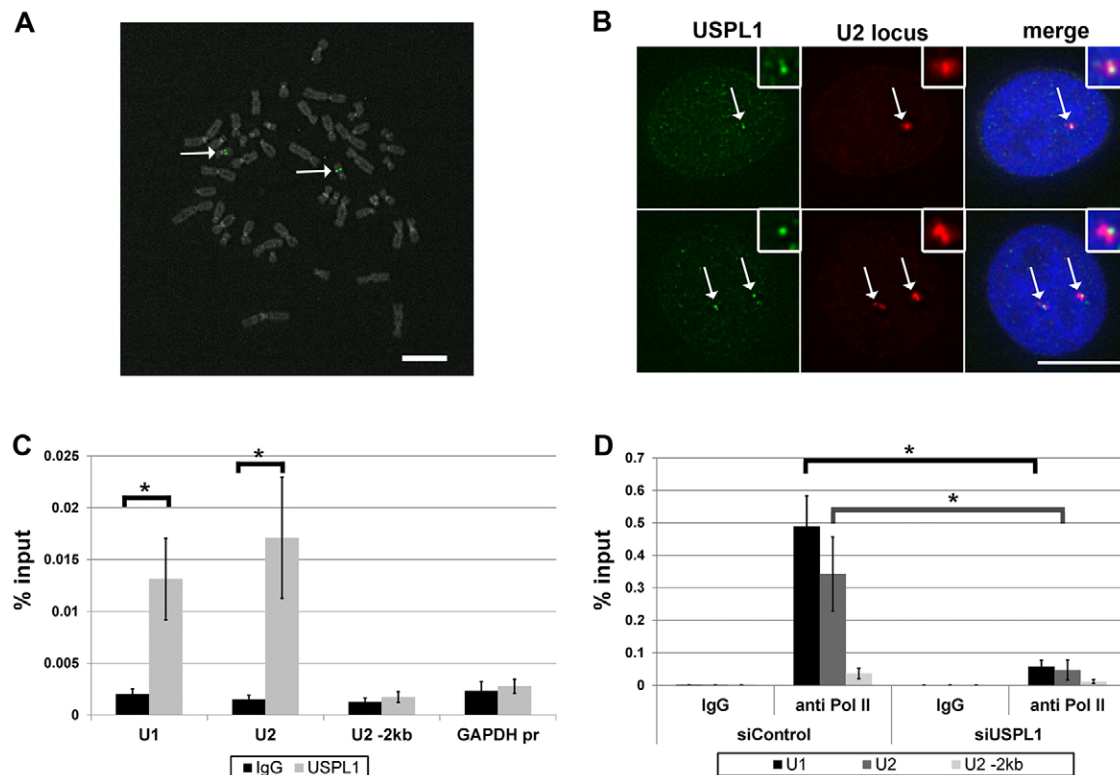 A
B
USPL1 U2 locus merge
C
*
*
% input
0.025
0.02
0.015
0.01
0.005
0
U1 U2 U2 -2kb GAPDH pr
IgG USPL1
D
*
*
% input
0.7
0.6
0.5
0.4
0.3
0.2
0.1
0
IgG anti Pol II IgG anti Pol II
siControl siUSPL1
U1 U2 U2 -2kb